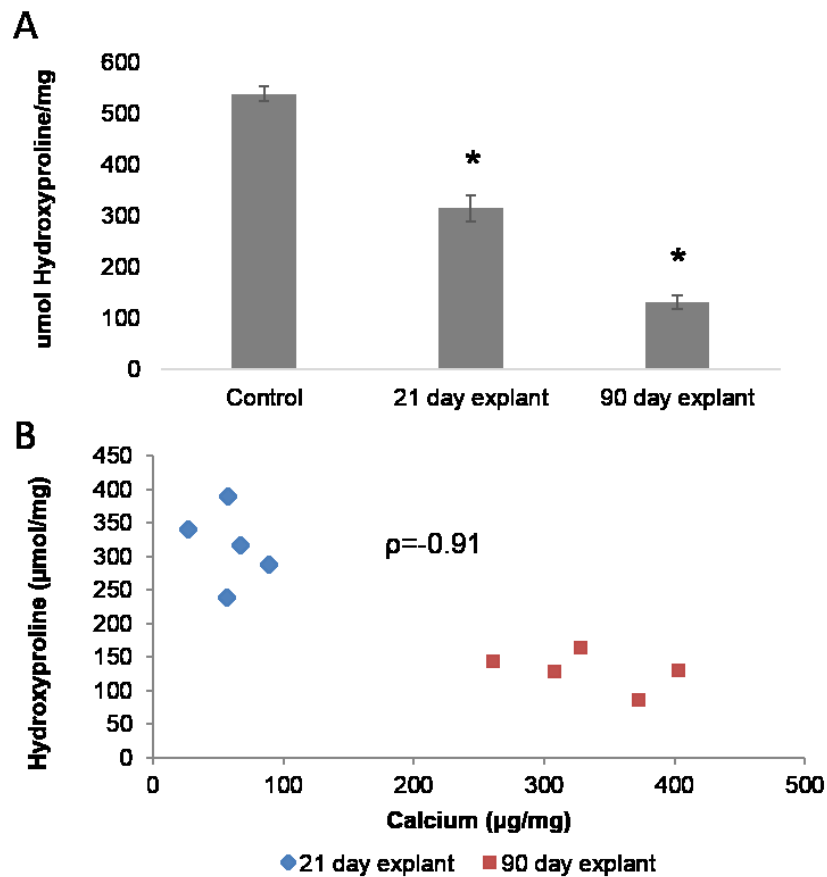 A
umol Hydroxyproline/mg
600
500
400
300
200
100
0
*
*
Control 21 day explant 90 day explant
B
Hydroxyproline (µmol/mg)
450
400
350
300
250
200
150
100
50
0
ρ=-0.91
0 100 200 300 400 500
Calcium (µg/mg)
21 day explant 90 day explant